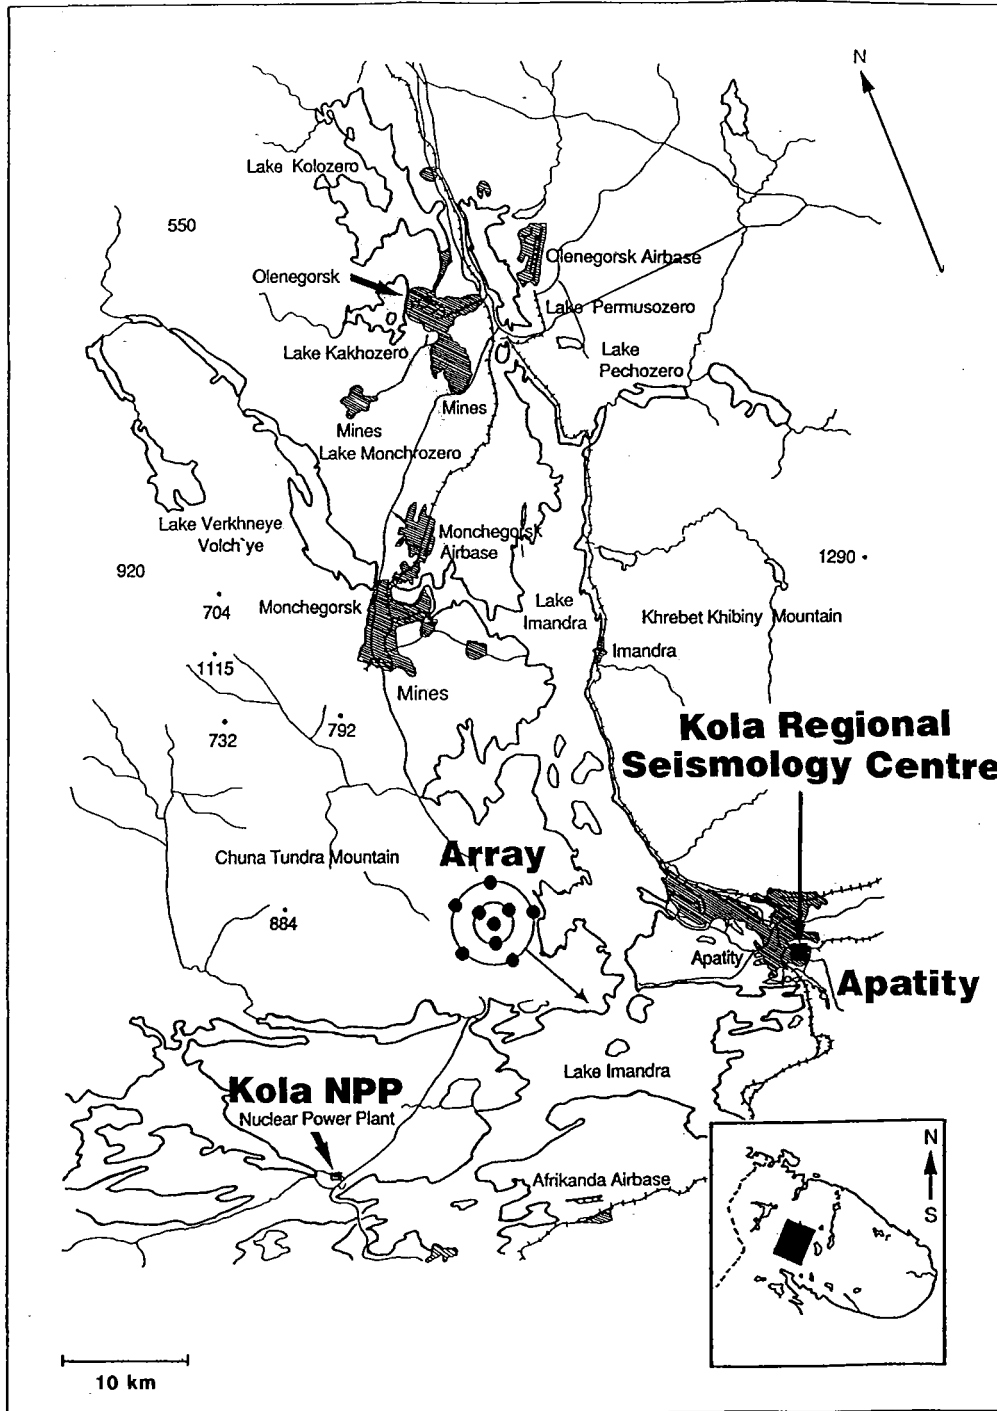 N
Lake Kolozero
550
Olenegorsk Airbase
Olenegorsk
Lake Permusozero
Lake Kakhozero
Lake
Pechozero
Mines
Mines
Lake Monchrozero
Lake Verkhneye
Volch`ye
Monchegorsk
Airbase
1290
920
704
Monchegorsk
Lake
Imandra
Khrebet Khibiny Mountain
Imandra
1115
Mines
792
732
Kola Regional
Seismology Centre
Chuna Tundra Mountain
Array
884
Apatity
Apatity
Lake Imandra
Kola NPP
Nuclear Power Plant
Afrikanda Airbase
N
S
10 km